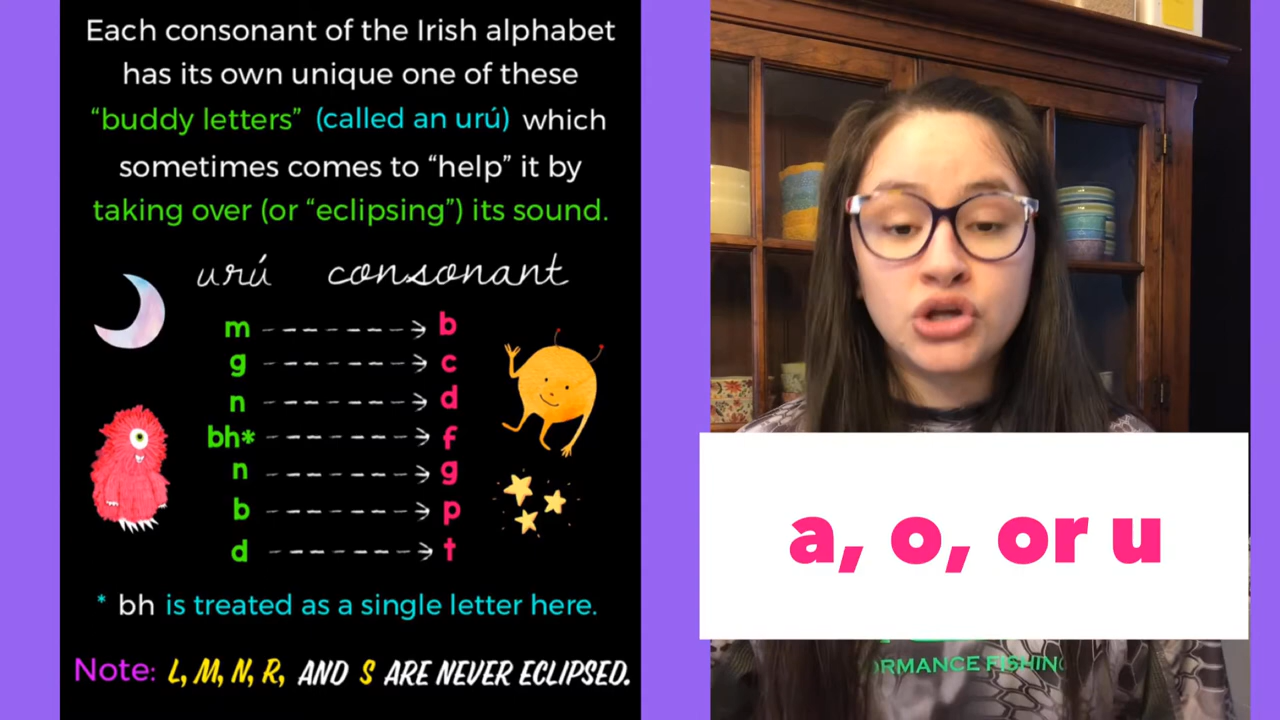 Each consonant of the Irish alphabet
has its own unique one of these
“buddy letters” (called an urú) which
sometimes comes to “help” it by
taking over (or “eclipsing”) its sound.
urú consonant
m b
g c
n d
bh* f
n g
b p
d t
* bh is treated as a single letter here.
Note: L, M, N, R, AND S ARE NEVER ECLIPSED.
a, o, or u
FISHING